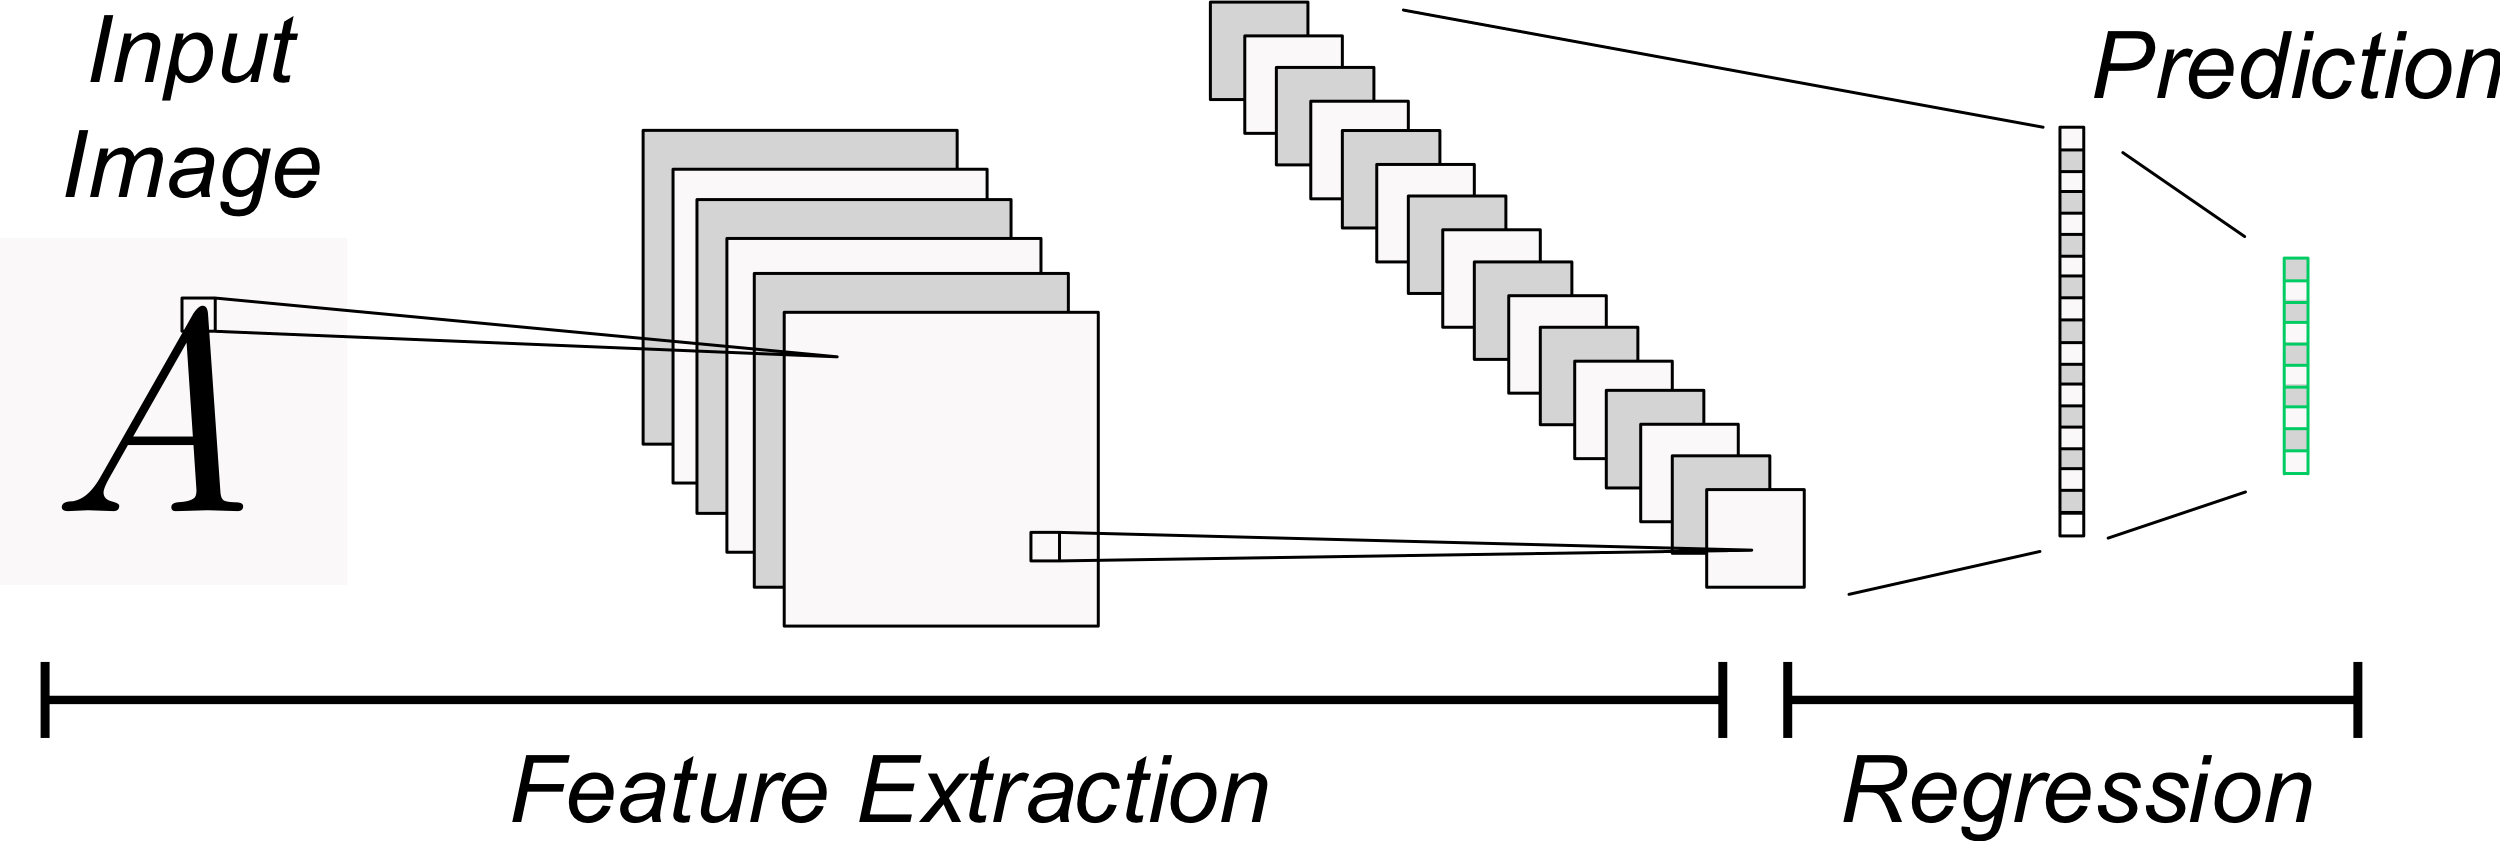 Input
Image
A
Prediction
Feature Extraction
Regression